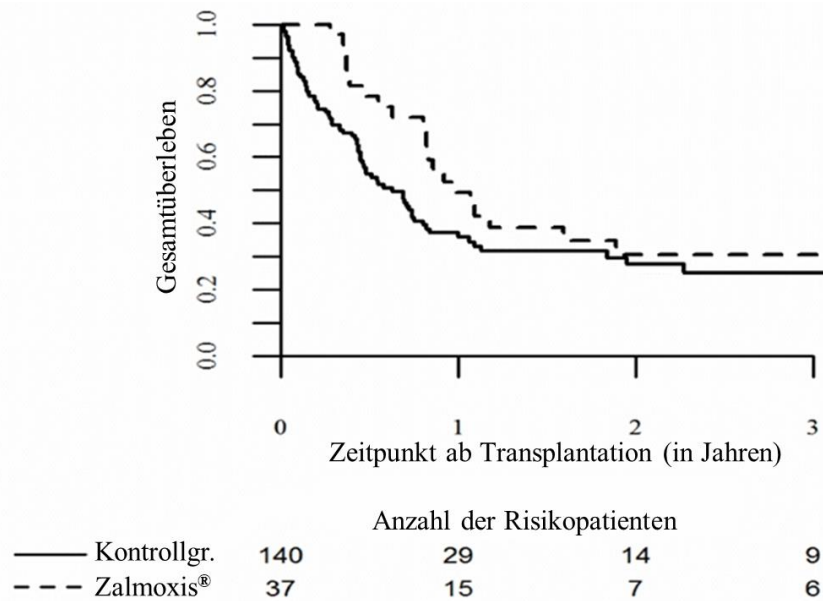 Gesamtüberleben
1.0
0.8
0.6
0.4
0.2
0.0
0 1 2 3
Zeitpunkt ab Transplantation (in Jahren)
Anzahl der Risikopatienten
Kontrollgr. 140 29 14 9
Zalmoxis® 37 15 7 6